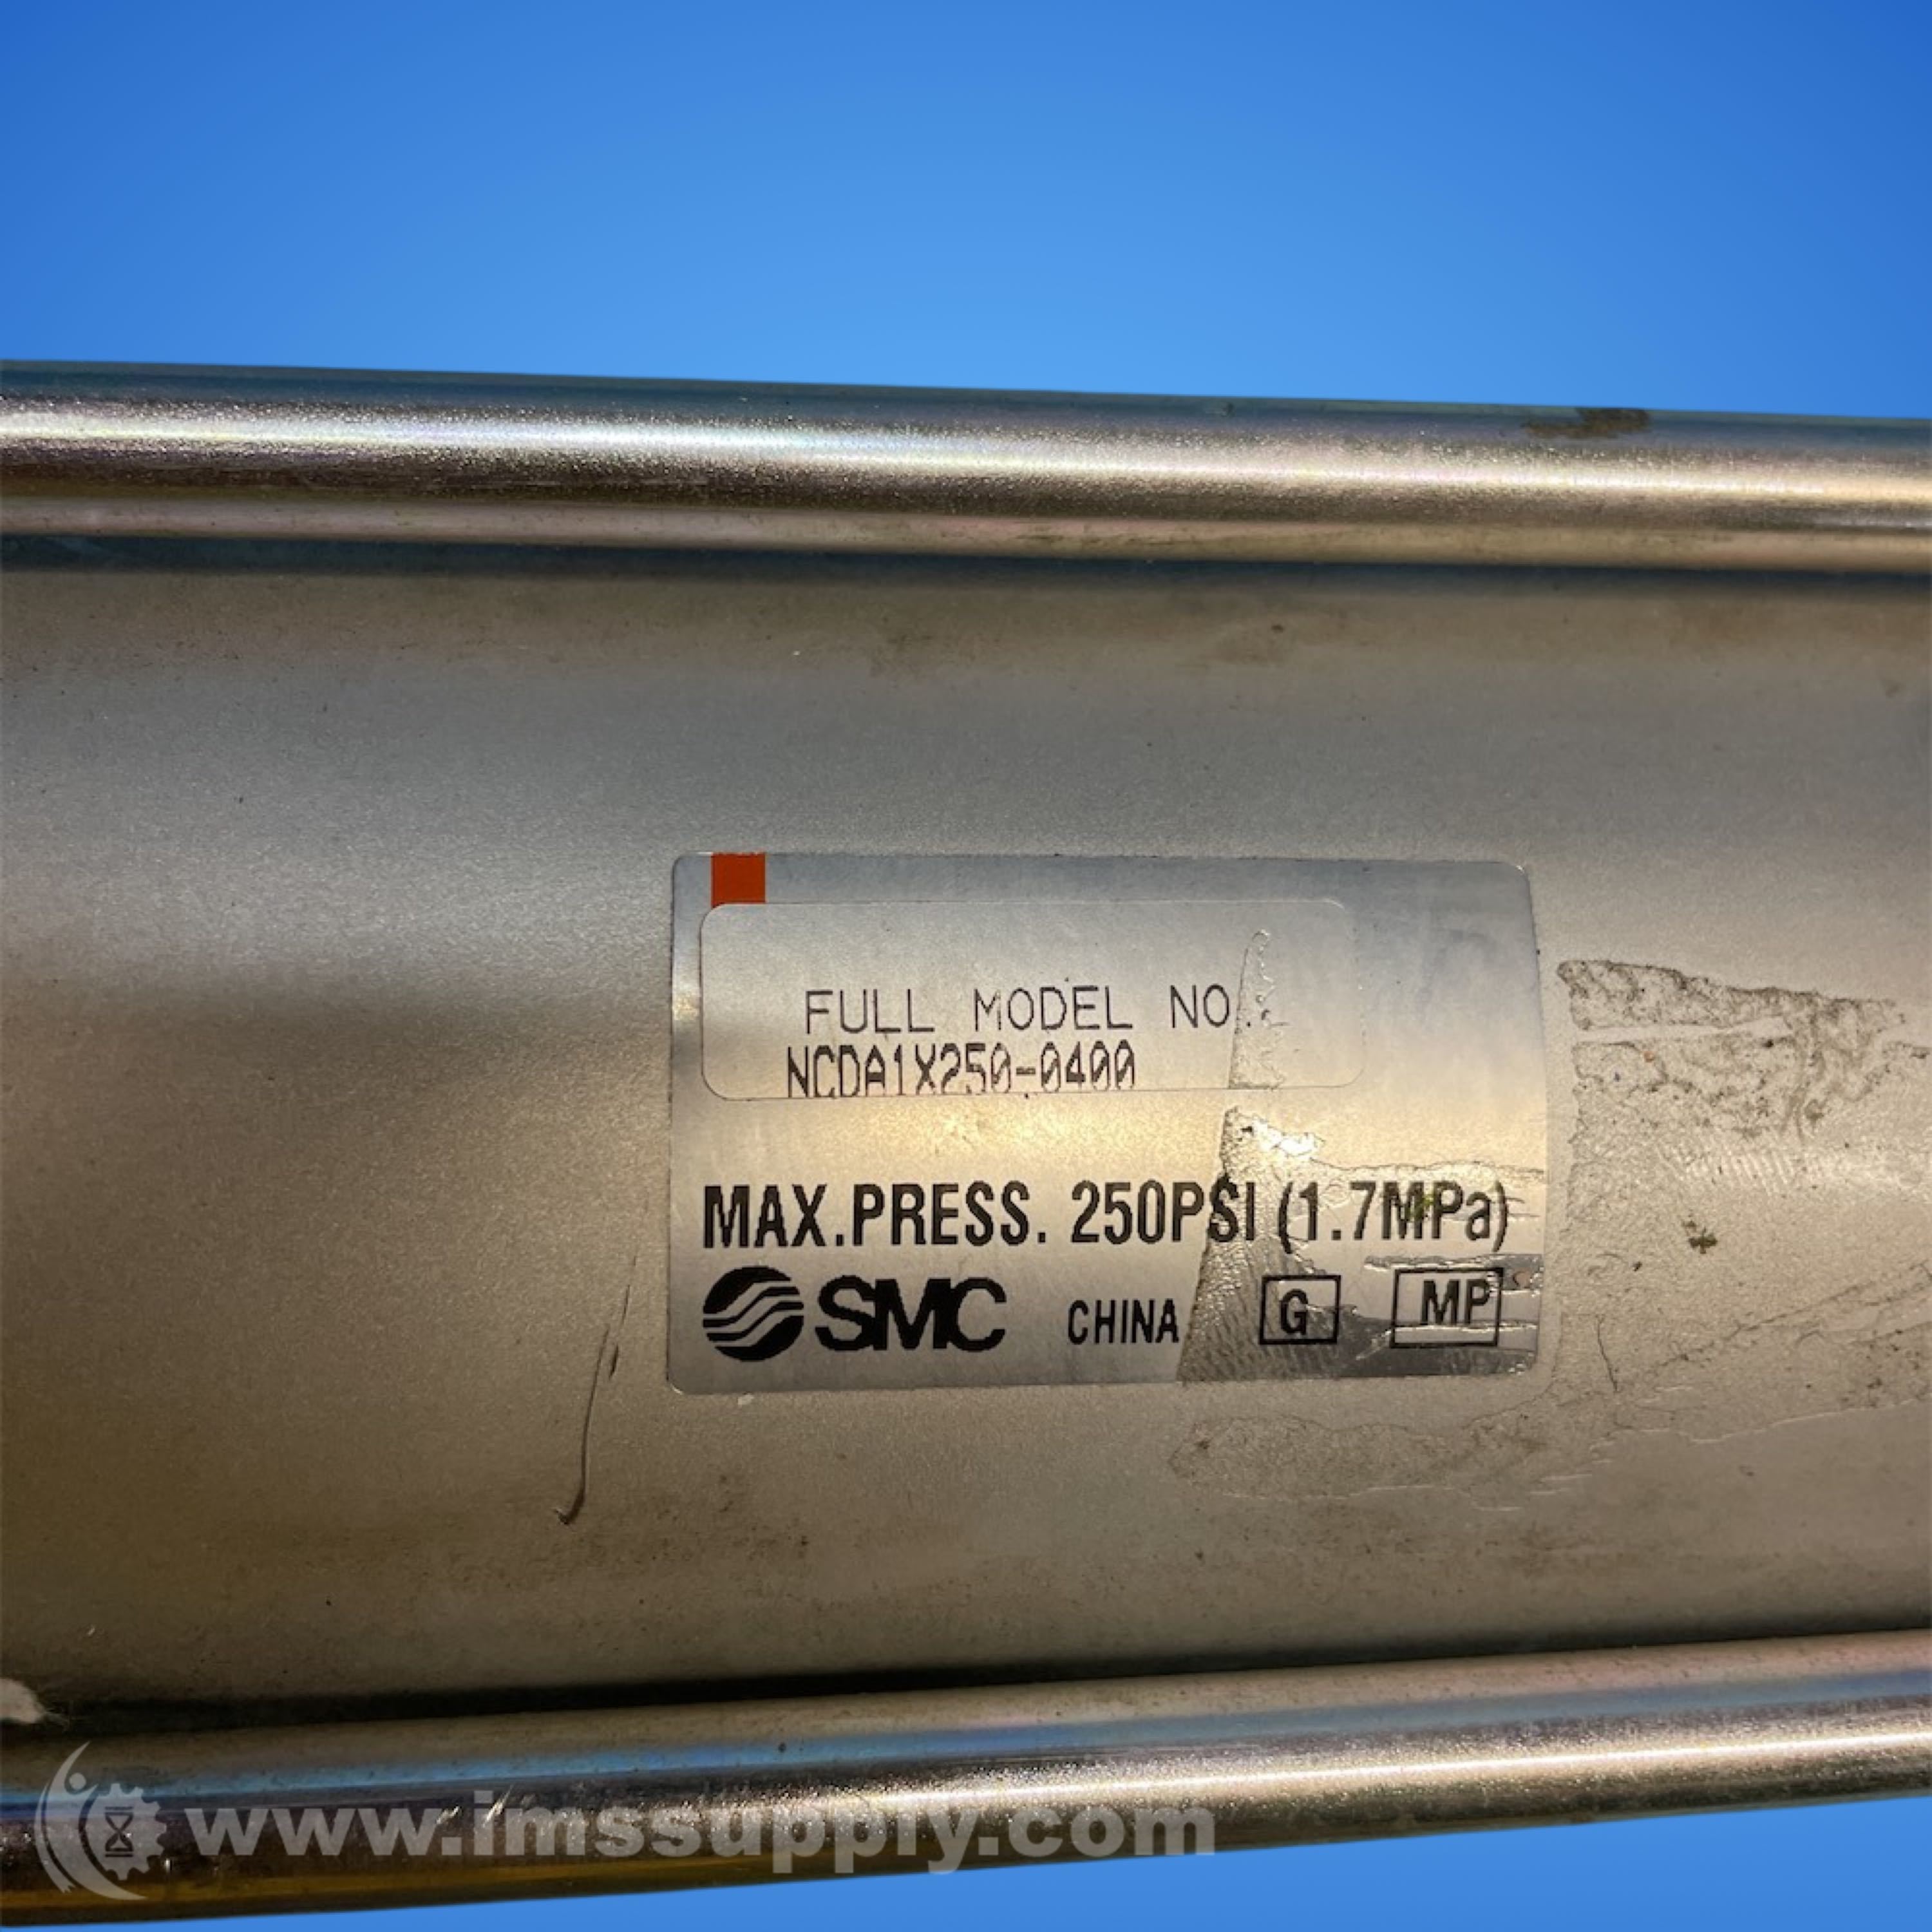 FULL MODEL NO.:
NCDA1X250-0400
MAX.PRESS. 250PSI (1.7MPa)
SMC CHINA G MP
www.imssupply.com